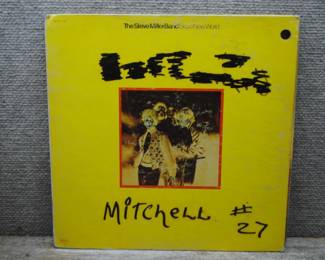 The Steve Miller Band Brave New World
Mitchell #
27